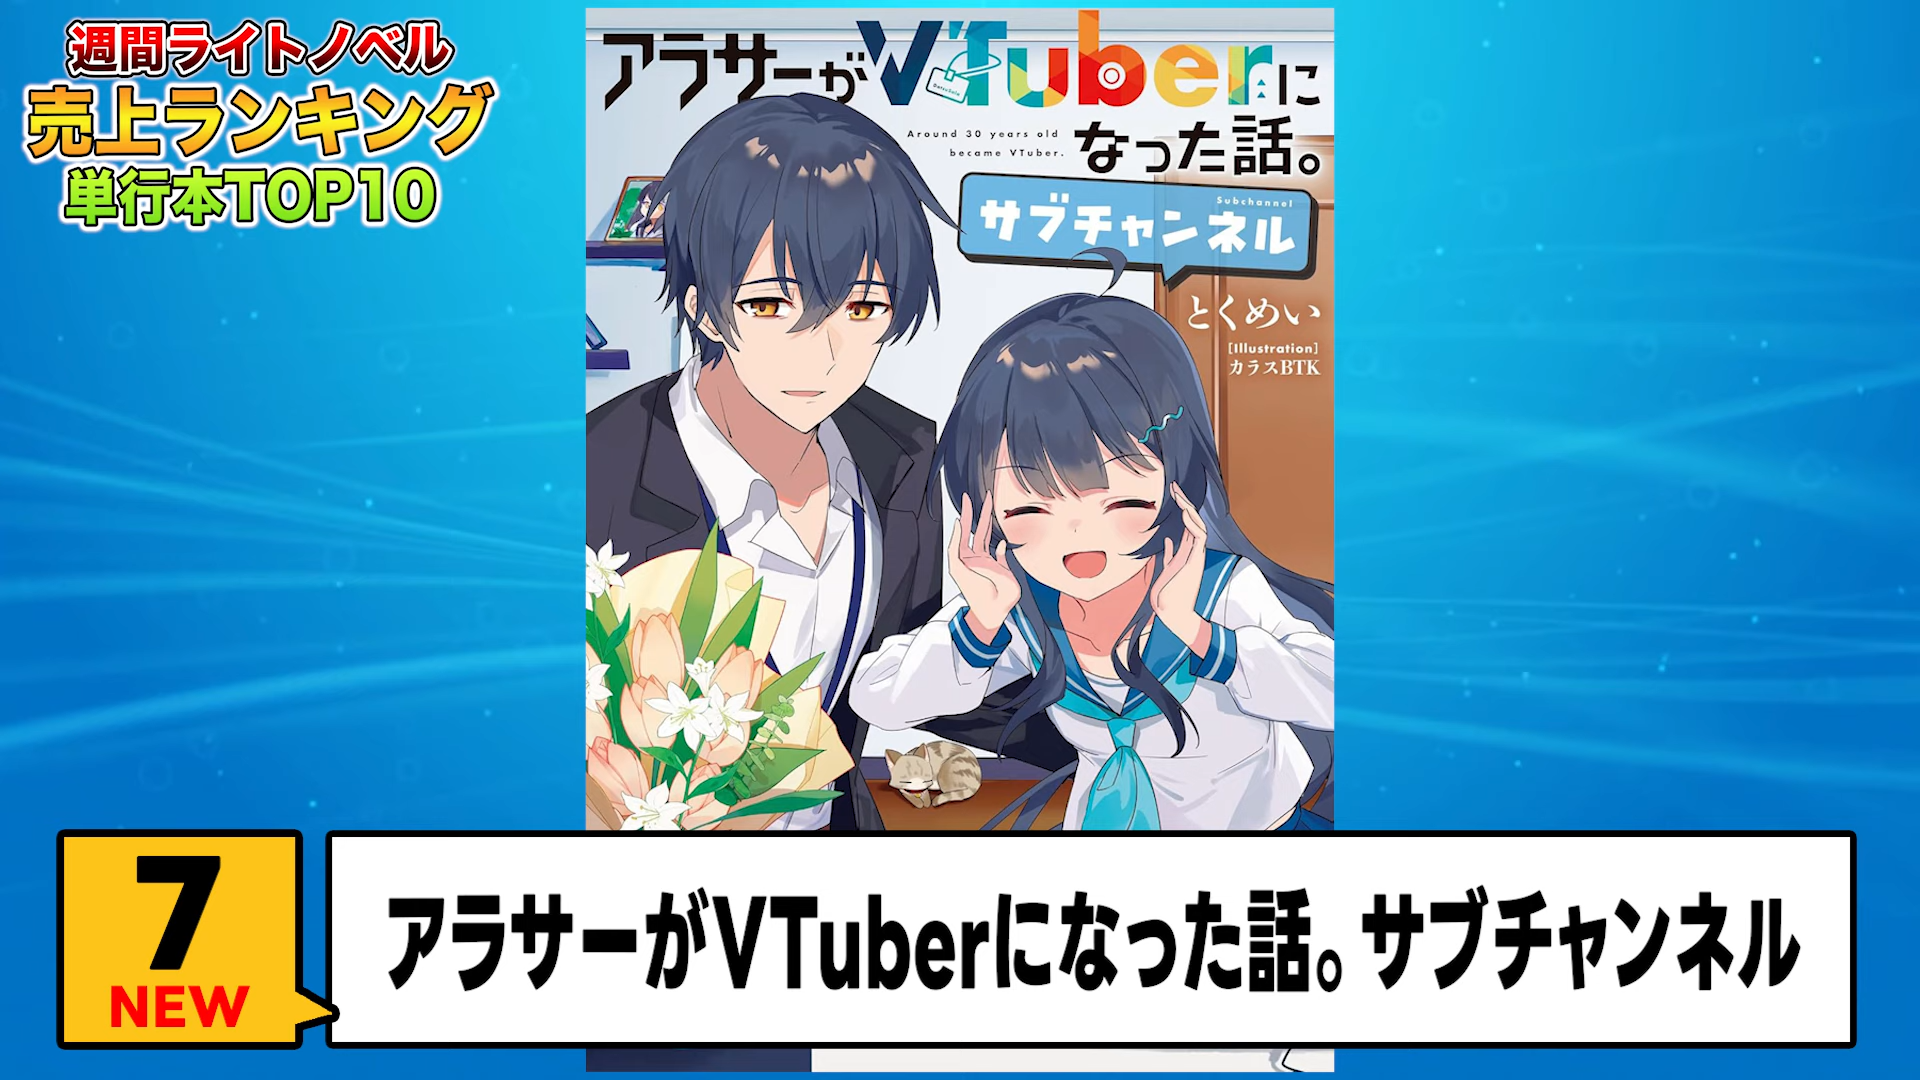 週間ライトノベル
売上ランキング
単行本TOP10
アラサーがVTuberに
なった話。
Around 30 years old
became VTuber.
Subchannel
サブチャンネル
とくめい
[Illustration]
カラスBTK
7
NEW
アラサーがVTuberになった話。サブチャンネル